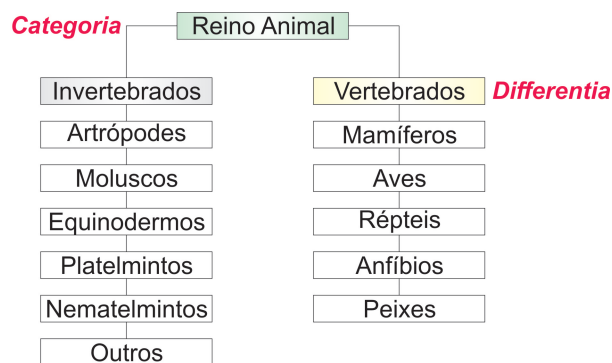 Categoria
Reino Animal
Invertebrados
Artrópodes
Moluscos
Equinodermos
Platelmintos
Nematelmintos
Outros
Vertebrados
Differentia
Mamíferos
Aves
Répteis
Anfíbios
Peixes